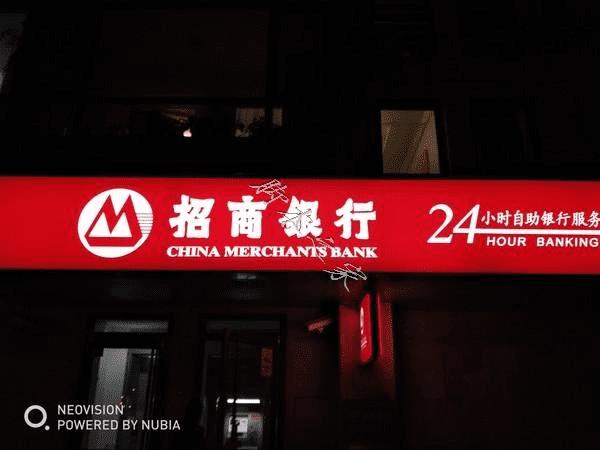 招商银行
CHINA MERCHANTS BANK
24小时自助银行服务
HOUR BANKING
NEOVISION
POWERED BY NUBIA